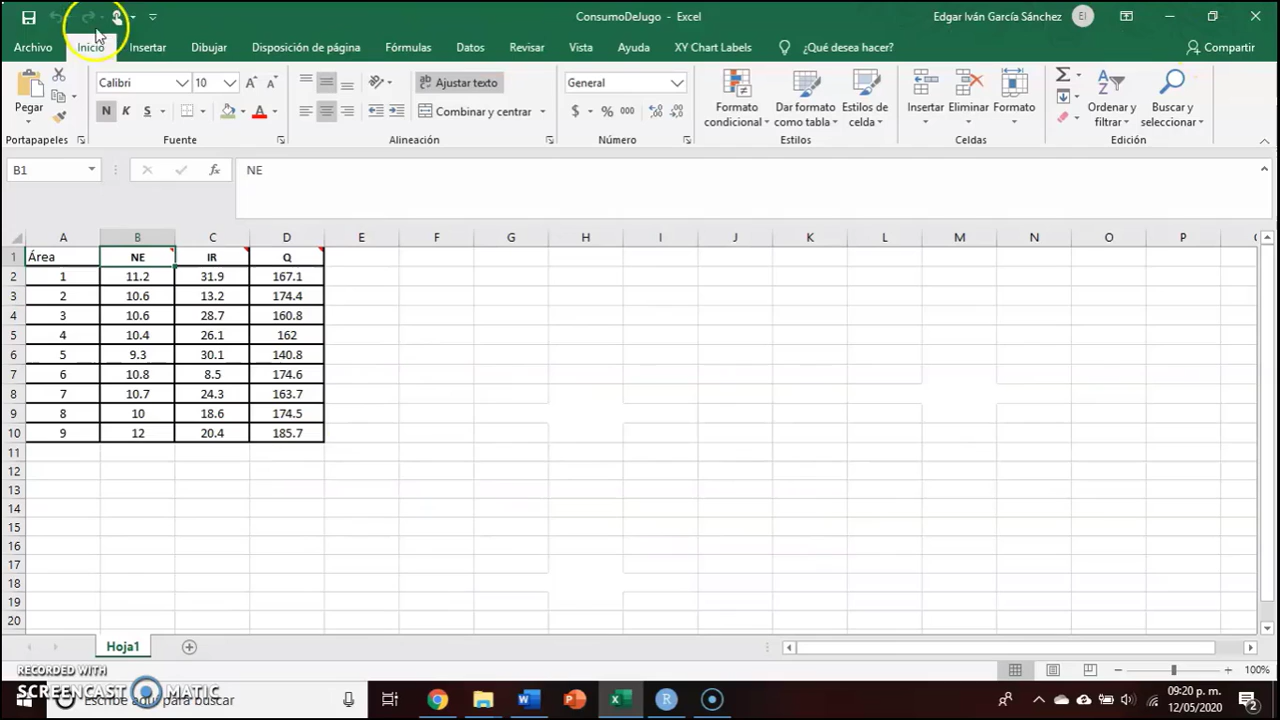 ConsumoDeJugo - Excel
Edgar Iván García Sánchez EI
Archivo Inicio Insertar Dibujar Disposición de página Fórmulas Datos Revisar Vista Ayuda XY Chart Labels ¿Qué desea hacer? Compartir
Calibri 10 Ajustar texto General
Pegar N K S Combinar y centrar $ % 000
Formato condicional Dar formato como tabla Estilos de celda Insertar Eliminar Formato Ordenar y filtrar Buscar y seleccionar
Portapapeles Fuente Alineación Número Estilos Celdas Edición
B1 fx NE
A B C D E F G H I J K L M N O P
1 Área NE IR Q
2 1 11.2 31.9 167.1
3 2 10.6 13.2 174.4
4 3 10.6 28.7 160.8
5 4 10.4 26.1 162
6 5 9.3 30.1 140.8
7 6 10.8 8.5 174.6
8 7 10.7 24.3 163.7
9 8 10 18.6 174.5
10 9 12 20.4 185.7
11
12
13
14
15
16
17
18
19
20
Hoja1
RECORDED WITH
100%
SCREENCAST MATIC
Escribe aquí para buscar
09:20 p. m.
12/05/2020
2